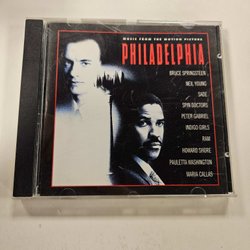 MUSIC FROM THE MOTION PICTURE
PHILADELPHIA
BRUCE SPRINGSTEEN
NEIL YOUNG
SADE
SPIN DOCTORS
PETER GABRIEL
INDIGO GIRLS
RAM
HOWARD SHORE
PAULETTA WASHINGTON
MARIA CALLAS